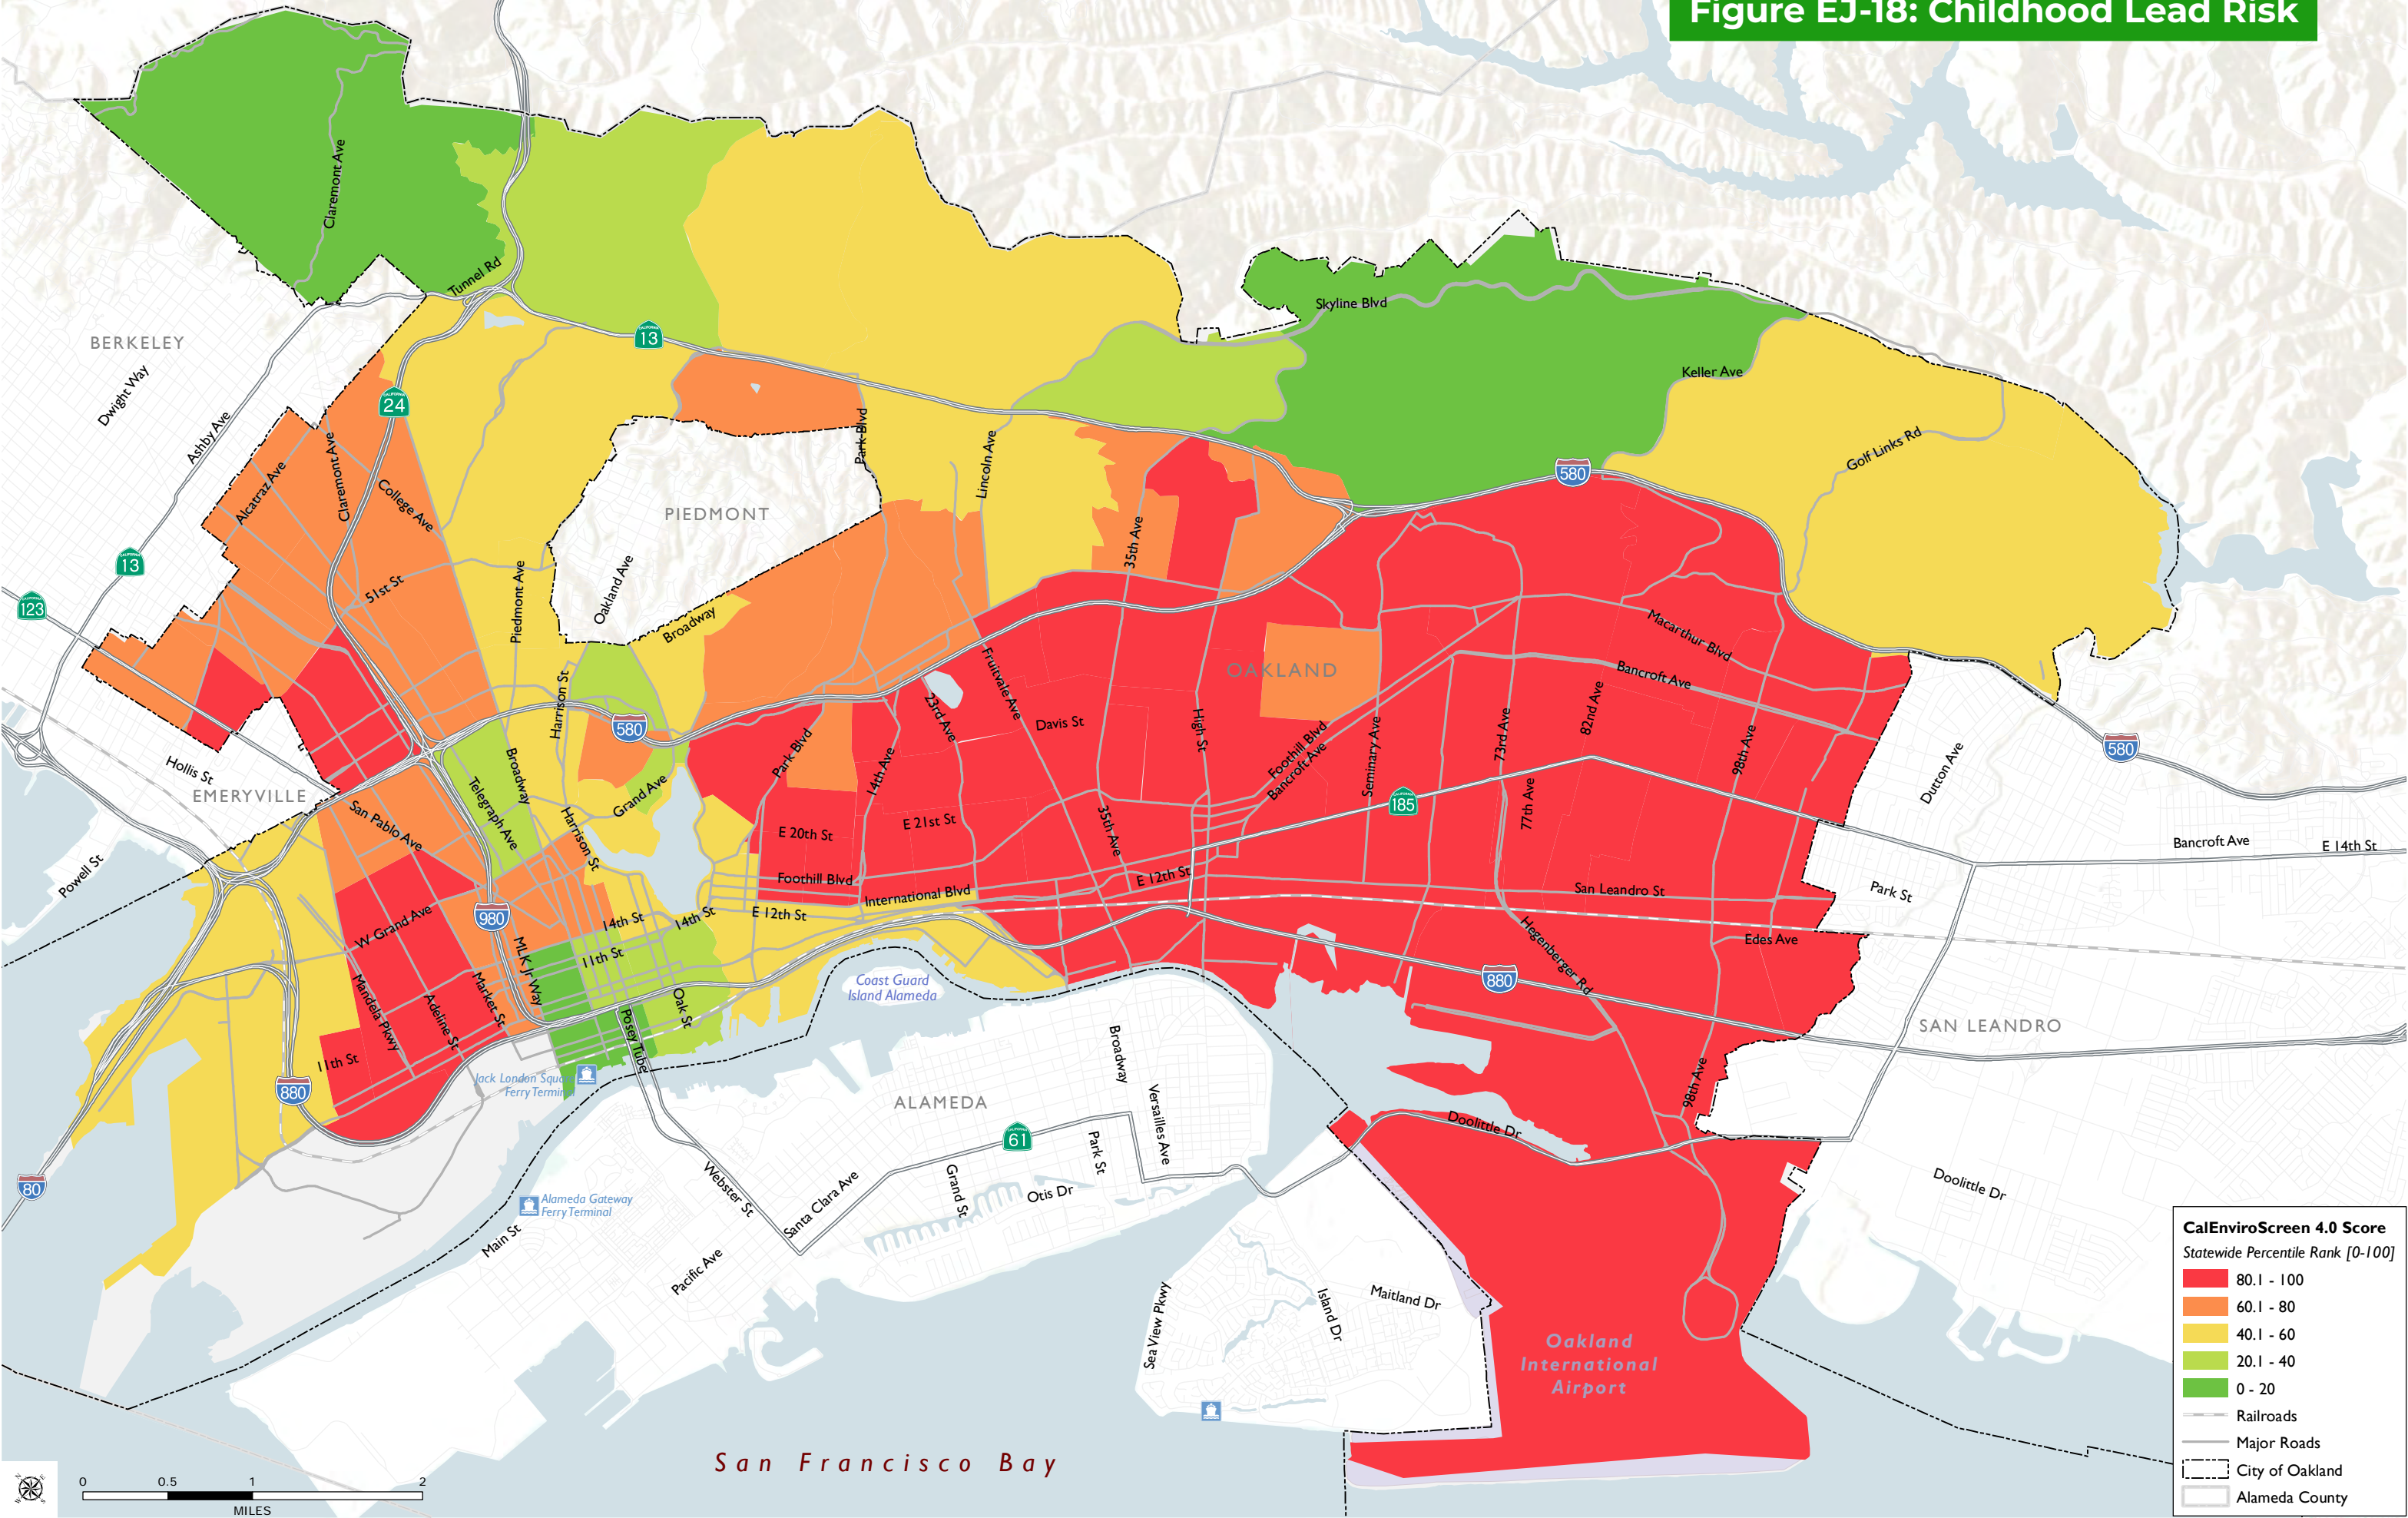 Figure EJ-18: Childhood Lead Risk
Claremont Ave
Tunnel Rd
CALIFORNIA
13
Skyline Blvd
BERKELEY
Dwight Way
Keller Ave
CALIFORNIA
24
Ashby Ave
Park Blvd
Lincoln Ave
Golf Links Rd
Claremont Ave
Alcatraz Ave
College Ave
580
PIEDMONT
35th Ave
CALIFORNIA
13
51st St
Piedmont Ave
Oakland Ave
CALIFORNIA
123
Broadway
Macarthur Blvd
OAKLAND
Fruitvale Ave
Bancroft Ave
Harrison St
23rd Ave
82nd Ave
580
Davis St
High St
73rd Ave
98th Ave
580
Park Blvd
14th Ave
Foothill Blvd
Bancroft Ave
Seminary Ave
Dutton Ave
Hollis St
EMERYVILLE
Broadway
Telegraph Ave
Grand Ave
CALIFORNIA
185
77th Ave
San Pablo Ave
Harrison St
E 20th St
E 21st St
35th Ave
Bancroft Ave
E 14th St
Powell St
Foothill Blvd
E 12th St
San Leandro St
Park St
International Blvd
980
W Grand Ave
14th St
14th St
E 12th St
Hegenberger Rd
Edes Ave
MLK Jr Way
11th St
880
Coast Guard
Island Alameda
Mandela Pkwy
Adeline St
Market St
Oak St
Posey Tube
SAN LEANDRO
11th St
Broadway
98th Ave
880
Jack London Square
Ferry Terminal
ALAMEDA
Versailles Ave
Doolittle Dr
CALIFORNIA
61
Park St
80
Webster St
Santa Clara Ave
Grand St
Otis Dr
Doolittle Dr
Alameda Gateway
Ferry Terminal
Main St
Pacific Ave
Sea View Pkwy
Island Dr
Maitland Dr
Oakland
International
Airport
San Francisco Bay
0 0.5 1 2
MILES
CalEnviroScreen 4.0 Score
Statewide Percentile Rank [0-100]
80.1 - 100
60.1 - 80
40.1 - 60
20.1 - 40
0 - 20
Railroads
Major Roads
City of Oakland
Alameda County